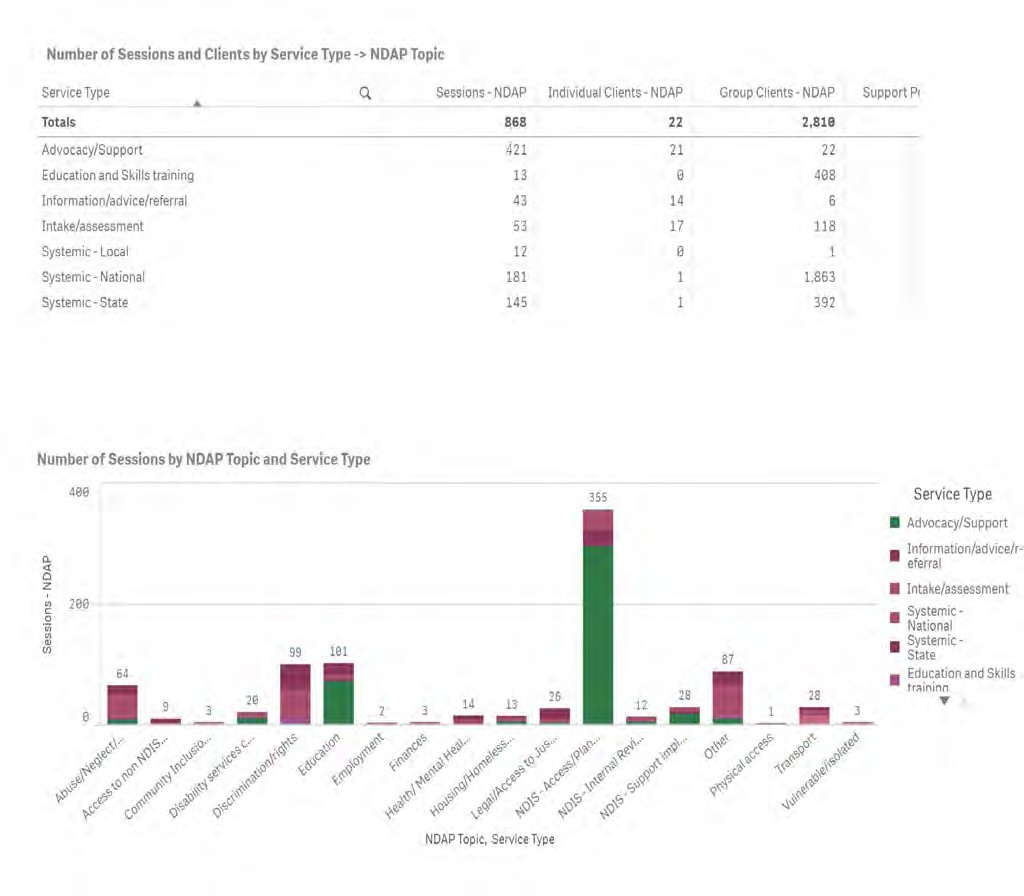 Number of Sessions and Clients by Service Type -> NDAP Topic
Service Type Sessions - NDAP Individual Clients - NDAP Group Clients - NDAP Support P
Totals 868 22 2,810
Advocacy/Support 421 21 22
Education and Skills training 13 0 408
Information/advice/referral 43 14 6
Intake/assessment 53 17 118
Systemic - Local 12 0 1
Systemic - National 181 1 1,863
Systemic - State 145 1 392
Number of Sessions by NDAP Topic and Service Type
Sessions - NDAP
400
200
0
64
9
3
20
99
101
2
3
14
13
26
355
12
28
87
1
28
3
Abuse/Neglect/...
Access to non NDIS...
Community Inclusio...
Disability services c...
Discrimination/rights
Education
Employment
Finances
Health/ Mental Heal...
Housing/Homeless...
Legal/Access to Jus...
NDIS - Access/Plan...
NDIS - Internal Revi...
NDIS - Support Impl...
Other
Physical access
Transport
Vulnerable/isolated
NDAP Topic, Service Type
Service Type
Advocacy/Support
Information/advice/r-
eferral
Intake/assessment
Systemic -
National
Systemic -
State
Education and Skills
training